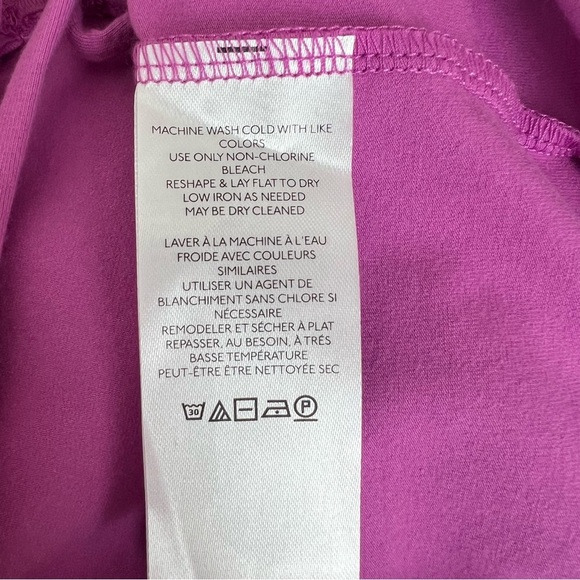 MACHINE WASH COLD WITH LIKE
COLORS
USE ONLY NON-CHLORINE
BLEACH
RESHAPE & LAY FLAT TO DRY
LOW IRON AS NEEDED
MAY BE DRY CLEANED
LAVER À LA MACHINE À L'EAU
FROIDE AVEC COULEURS
SIMILAIRES
UTILISER UN AGENT DE
BLANCHIMENT SANS CHLORE SI
NÉCESSAIRE
REMODELER ET SÉCHER À PLAT
REPASSER, AU BESOIN, À TRÈS
BASSE TEMPÉRATURE
PEUT-ÊTRE ÊTRE NETTOYÉE SEC
30 P